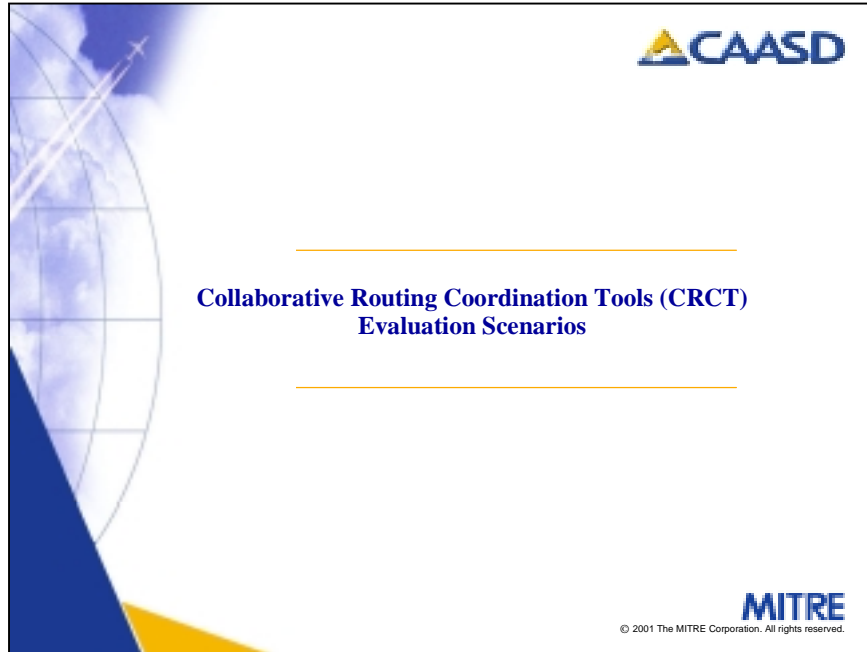 CAASD
Collaborative Routing Coordination Tools (CRCT)
Evaluation Scenarios
MITRE
© 2001 The MITRE Corporation. All rights reserved.